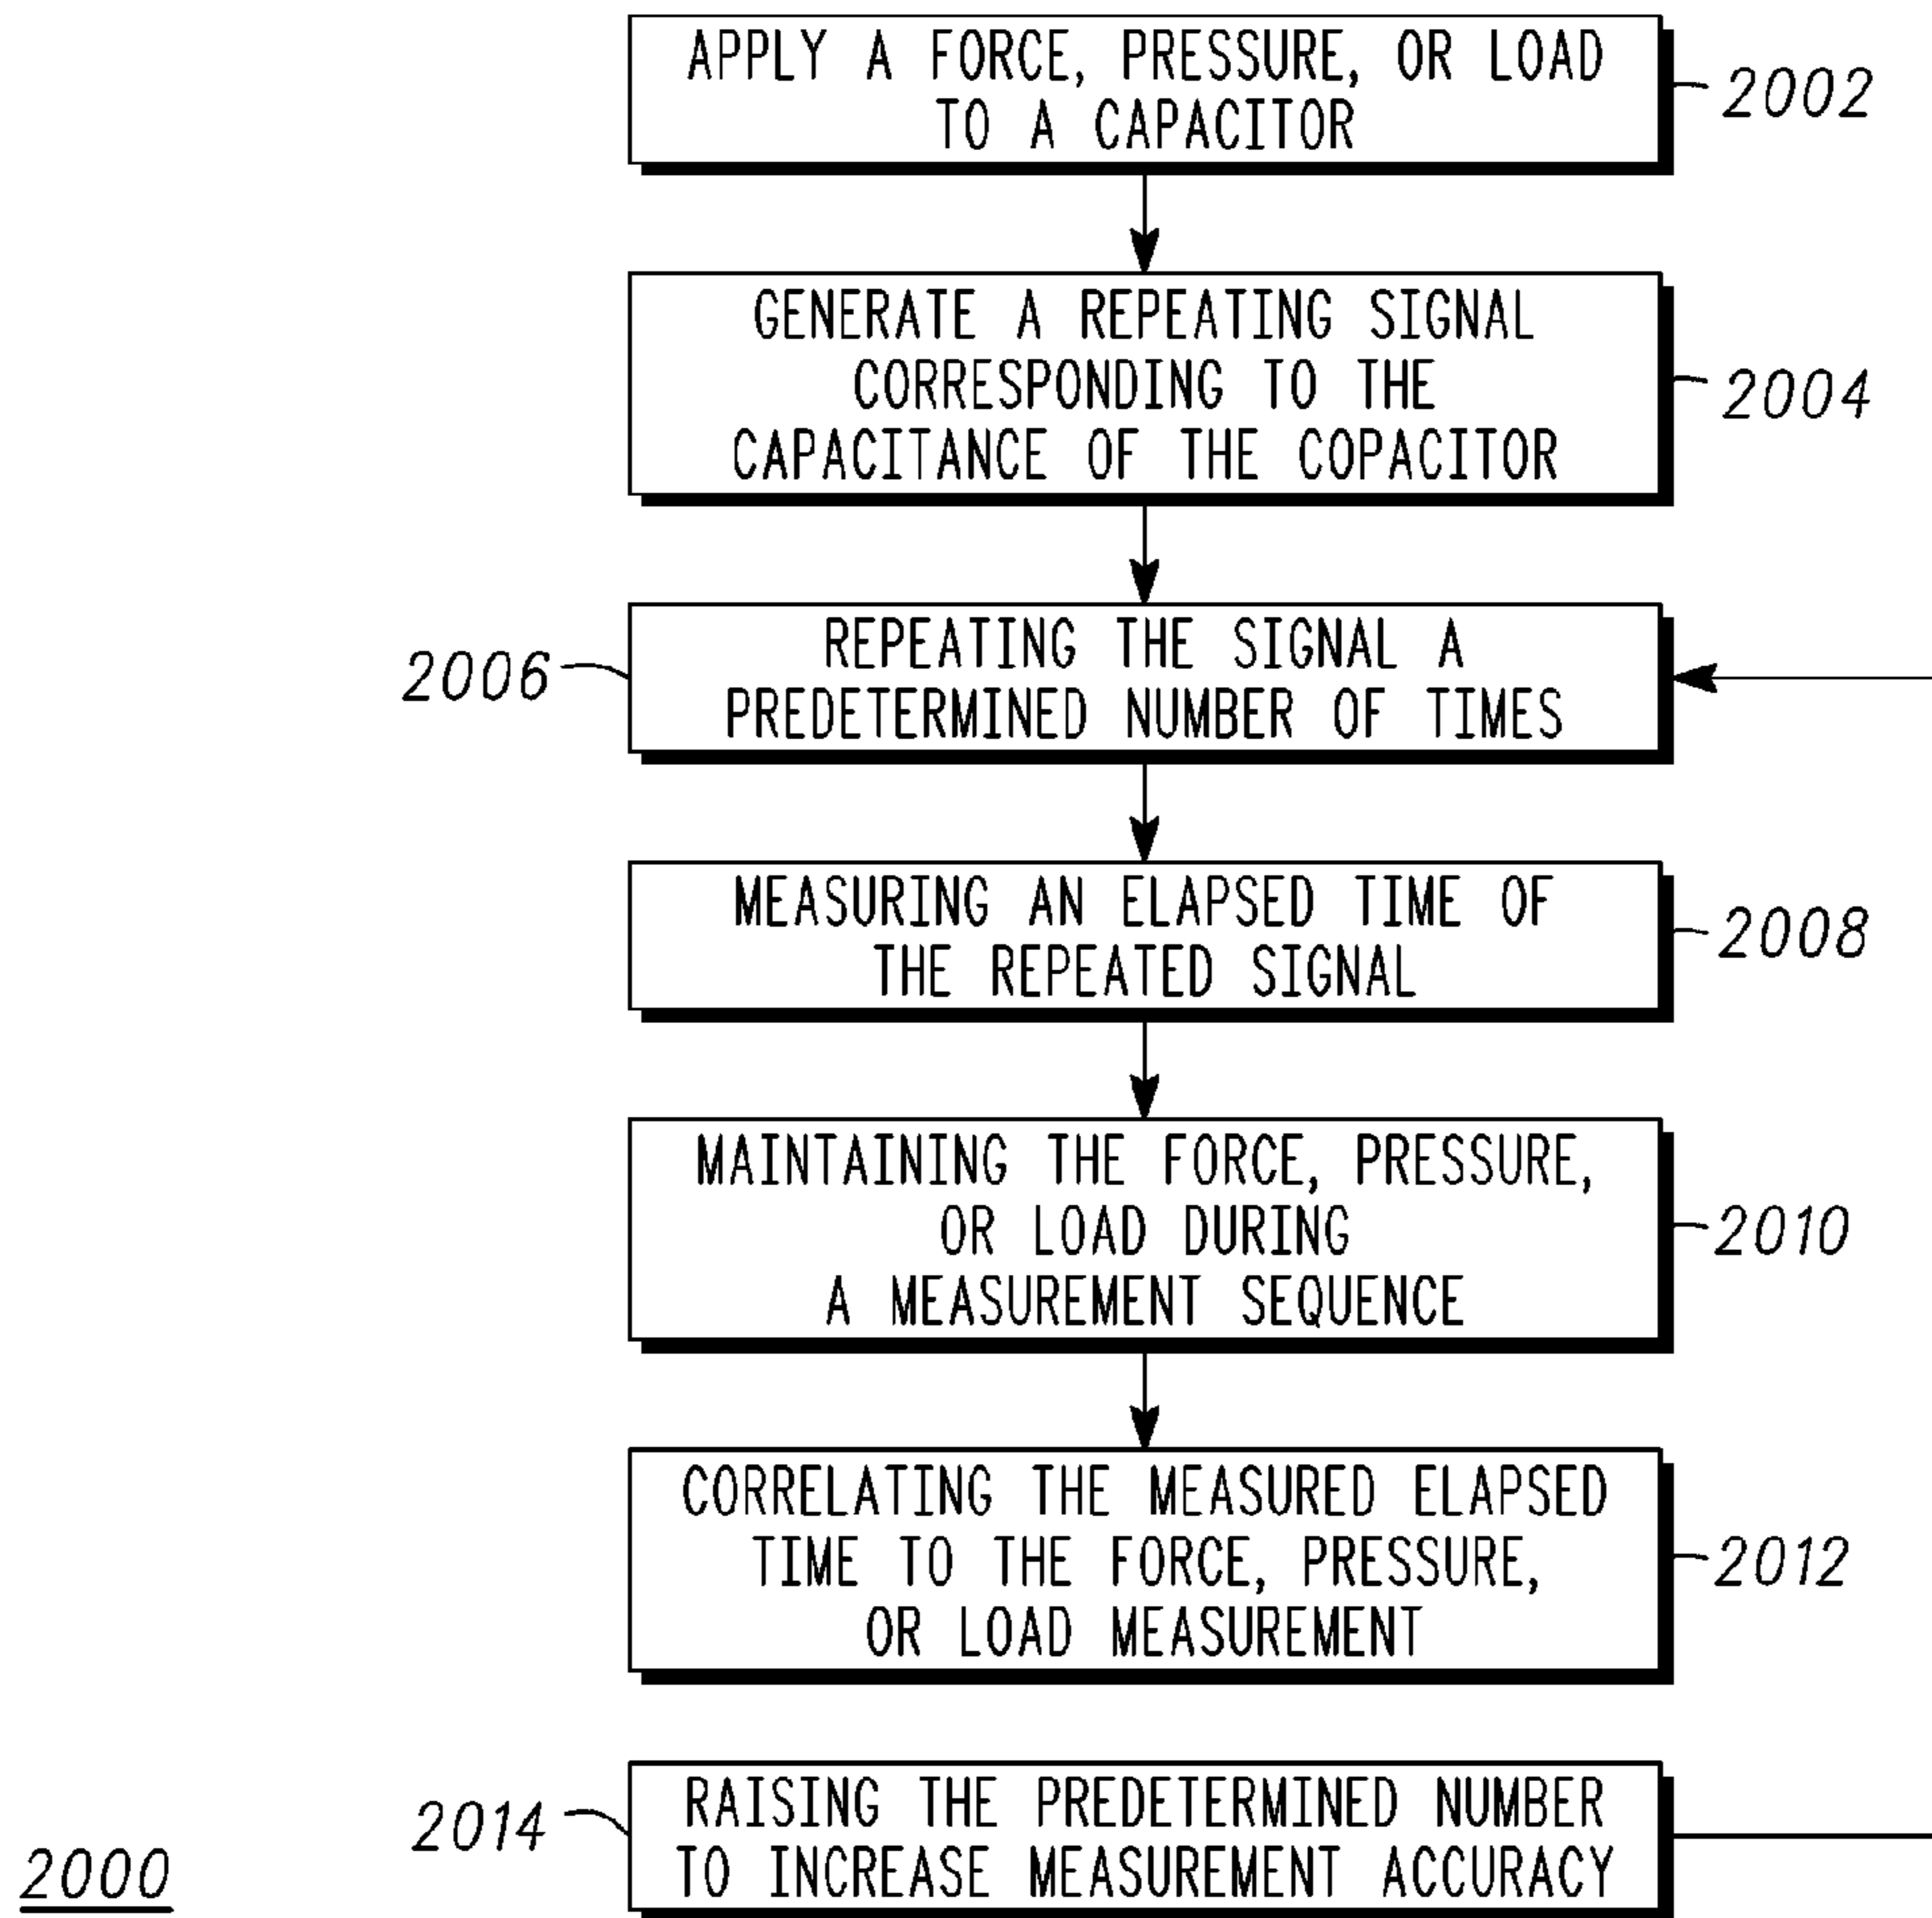 APPLY A FORCE, PRESSURE, OR LOAD
TO A CAPACITOR
2002
GENERATE A REPEATING SIGNAL
CORRESPONDING TO THE
CAPACITANCE OF THE COPACITOR
2004
REPEATING THE SIGNAL A
PREDETERMINED NUMBER OF TIMES
2006
MEASURING AN ELAPSED TIME OF
THE REPEATED SIGNAL
2008
MAINTAINING THE FORCE, PRESSURE,
OR LOAD DURING
A MEASUREMENT SEQUENCE
2010
CORRELATING THE MEASURED ELAPSED
TIME TO THE FORCE, PRESSURE,
OR LOAD MEASUREMENT
2012
RAISING THE PREDETERMINED NUMBER
TO INCREASE MEASUREMENT ACCURACY
2014
2000